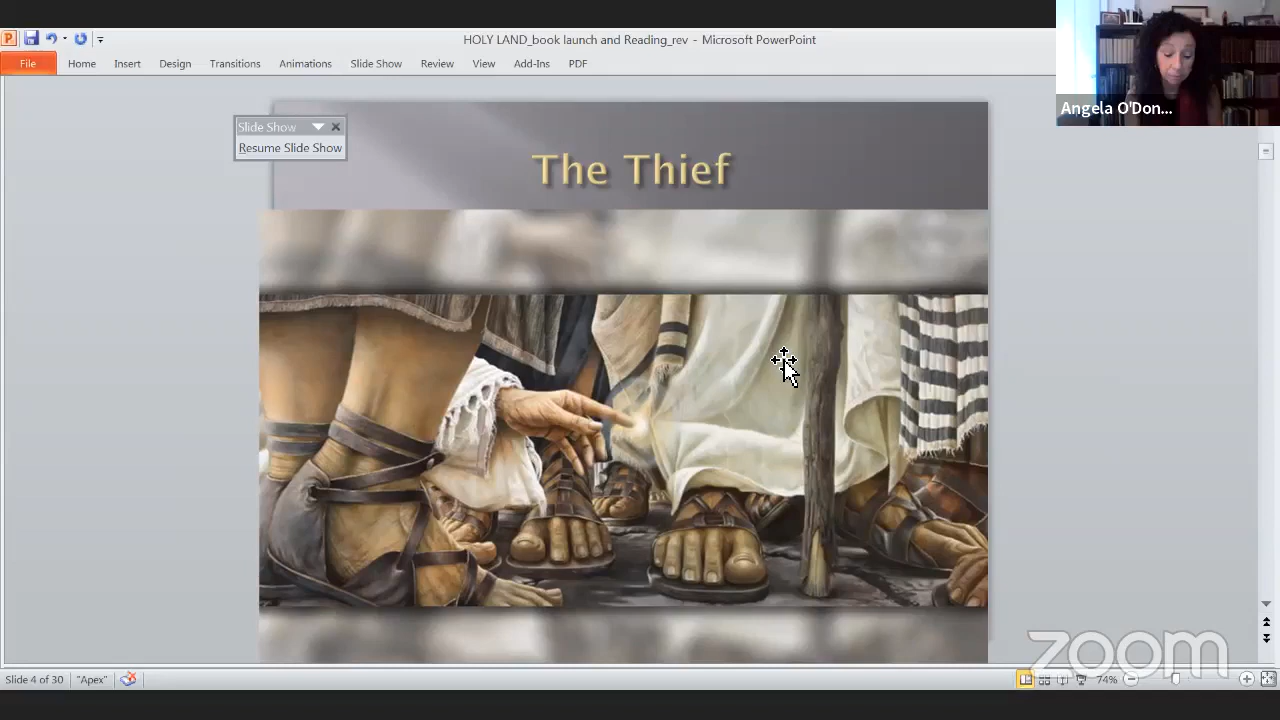 HOLY LAND_book launch and Reading_rev - Microsoft PowerPoint
File Home Insert Design Transitions Animations Slide Show Review View Add-Ins PDF
Angela O'Don...
Slide Show
Resume Slide Show
The Thief
zoom
Slide 4 of 30 "Apex" 74%